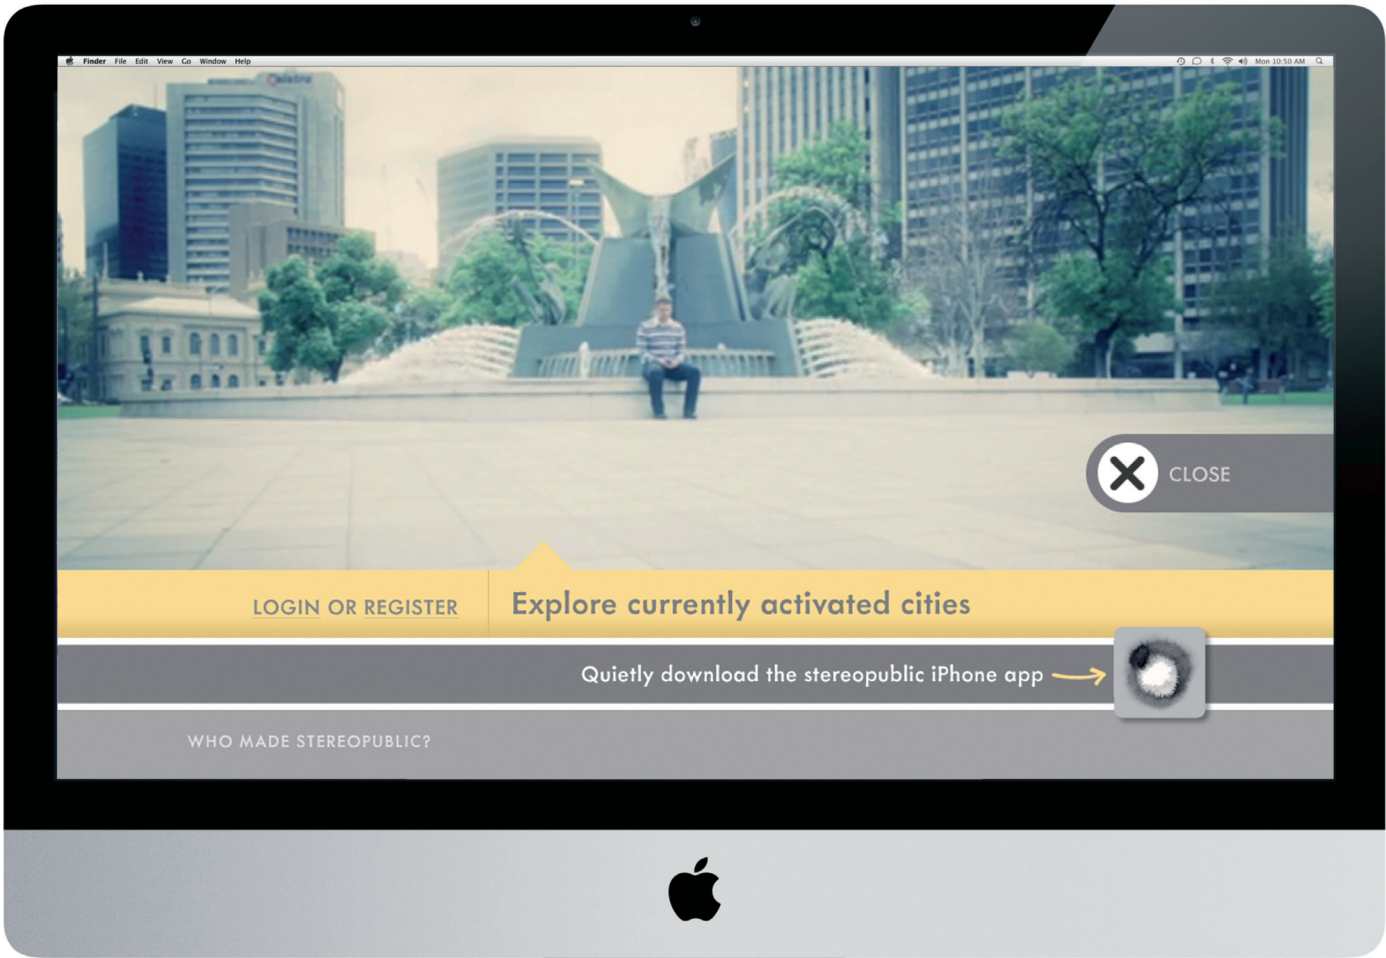 Finder File Edit View Go Window Help
Mon 10:50 AM
CLOSE
LOGIN OR REGISTER
Explore currently activated cities
Quietly download the stereopublic iPhone app
WHO MADE STEREOPUBLIC?